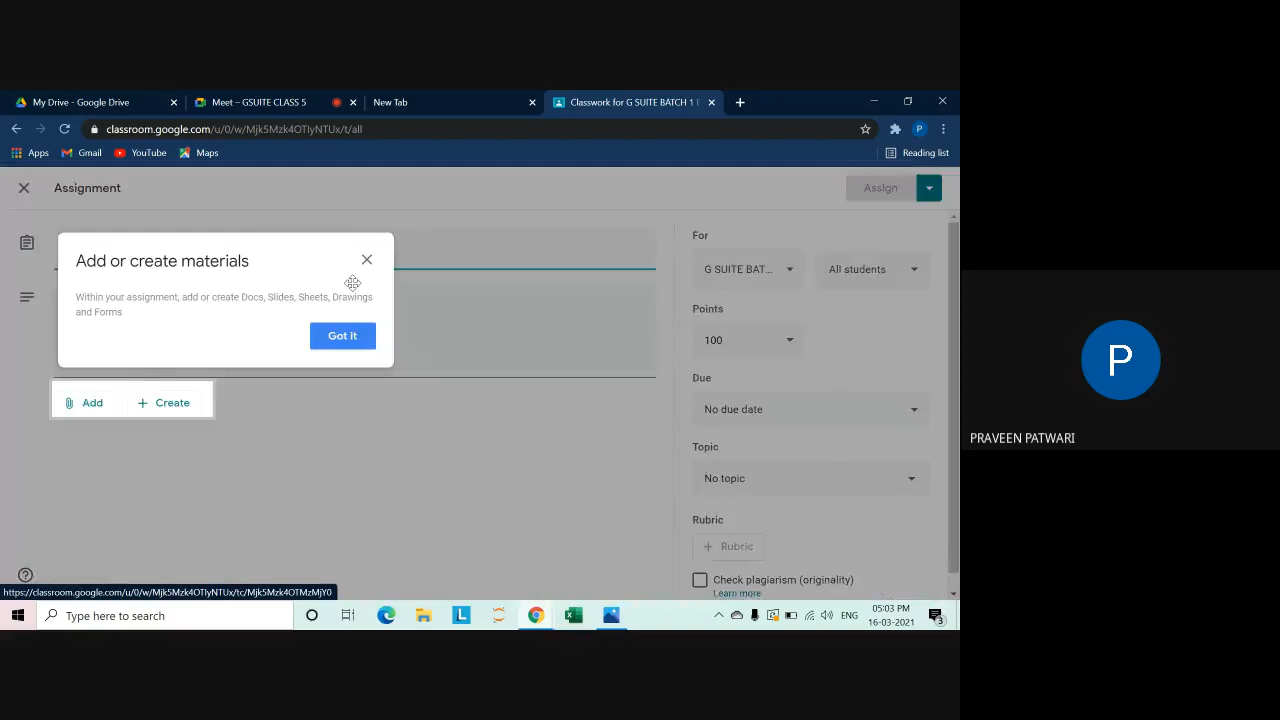 My Drive - Google Drive
Meet – GSUITE CLASS 5
New Tab
Classwork for G SUITE BATCH 1
classroom.google.com/u/0/w/Mjk5Mzk4OTIyNTUx/t/all
Apps
Gmail
YouTube
Maps
Reading list
Assignment
Assign
Add or create materials
Within your assignment, add or create Docs, Slides, Sheets, Drawings
and Forms
Got it
Add
Create
For
G SUITE BAT...
All students
Points
100
Due
No due date
Topic
No topic
Rubric
Rubric
Check plagiarism (originality)
Learn more
https://classroom.google.com/u/0/w/Mjk5Mzk4OTIyNTUx/tc/Mjk5Mzk4OTMzMjY0
Type here to search
ENG
05:03 PM
16-03-2021
3
P
P
PRAVEEN PATWARI